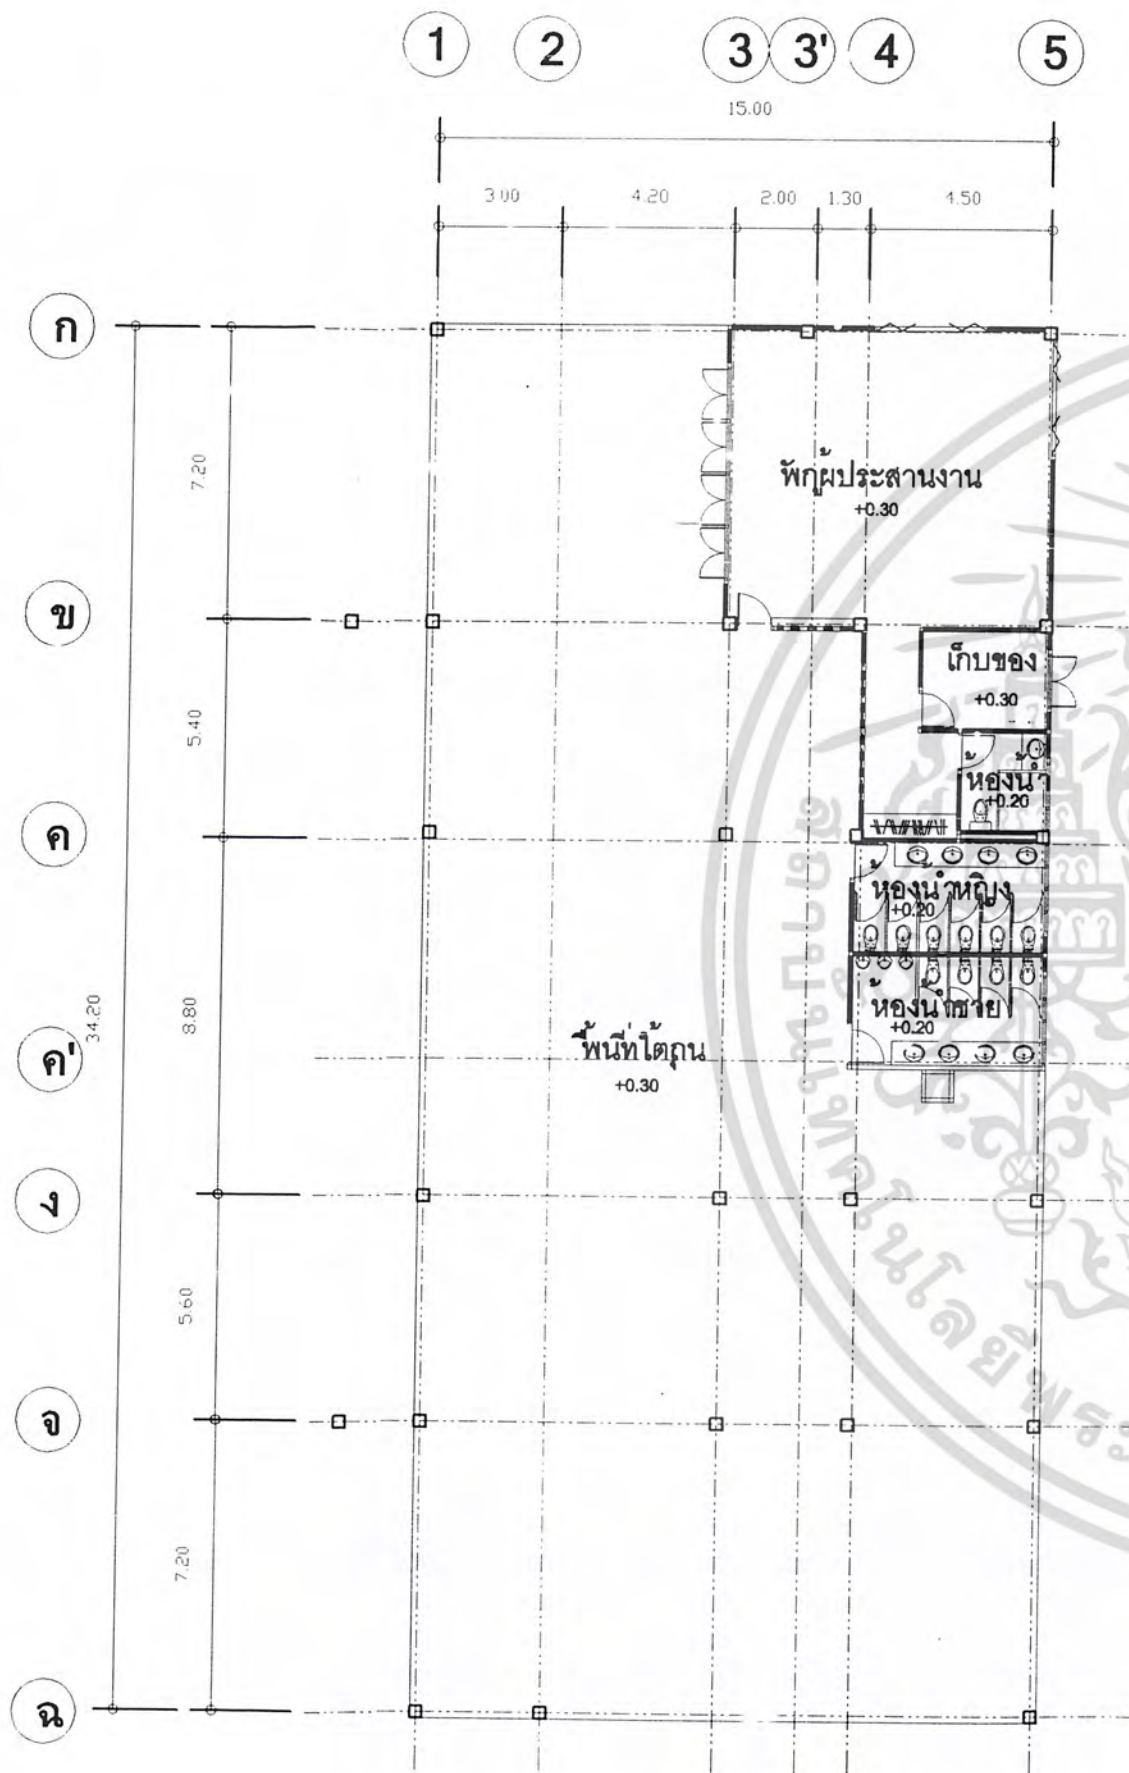 1 2 3 3' 4 5
15.00
3.00 4.20 2.00 1.30 4.50
ก
7.20
พักผู้ประสานงาน
+0.30
ข
เก็บของ
+0.30
5.40
ห้องน้ำ
+0.20
ค
ห้องน้ำหญิง
+0.20
34.20
8.80
ห้องน้ำชาย
+0.20
ค'
พื้นที่ใต้ถุน
+0.30
ง
5.60
จ
7.20
ฉ